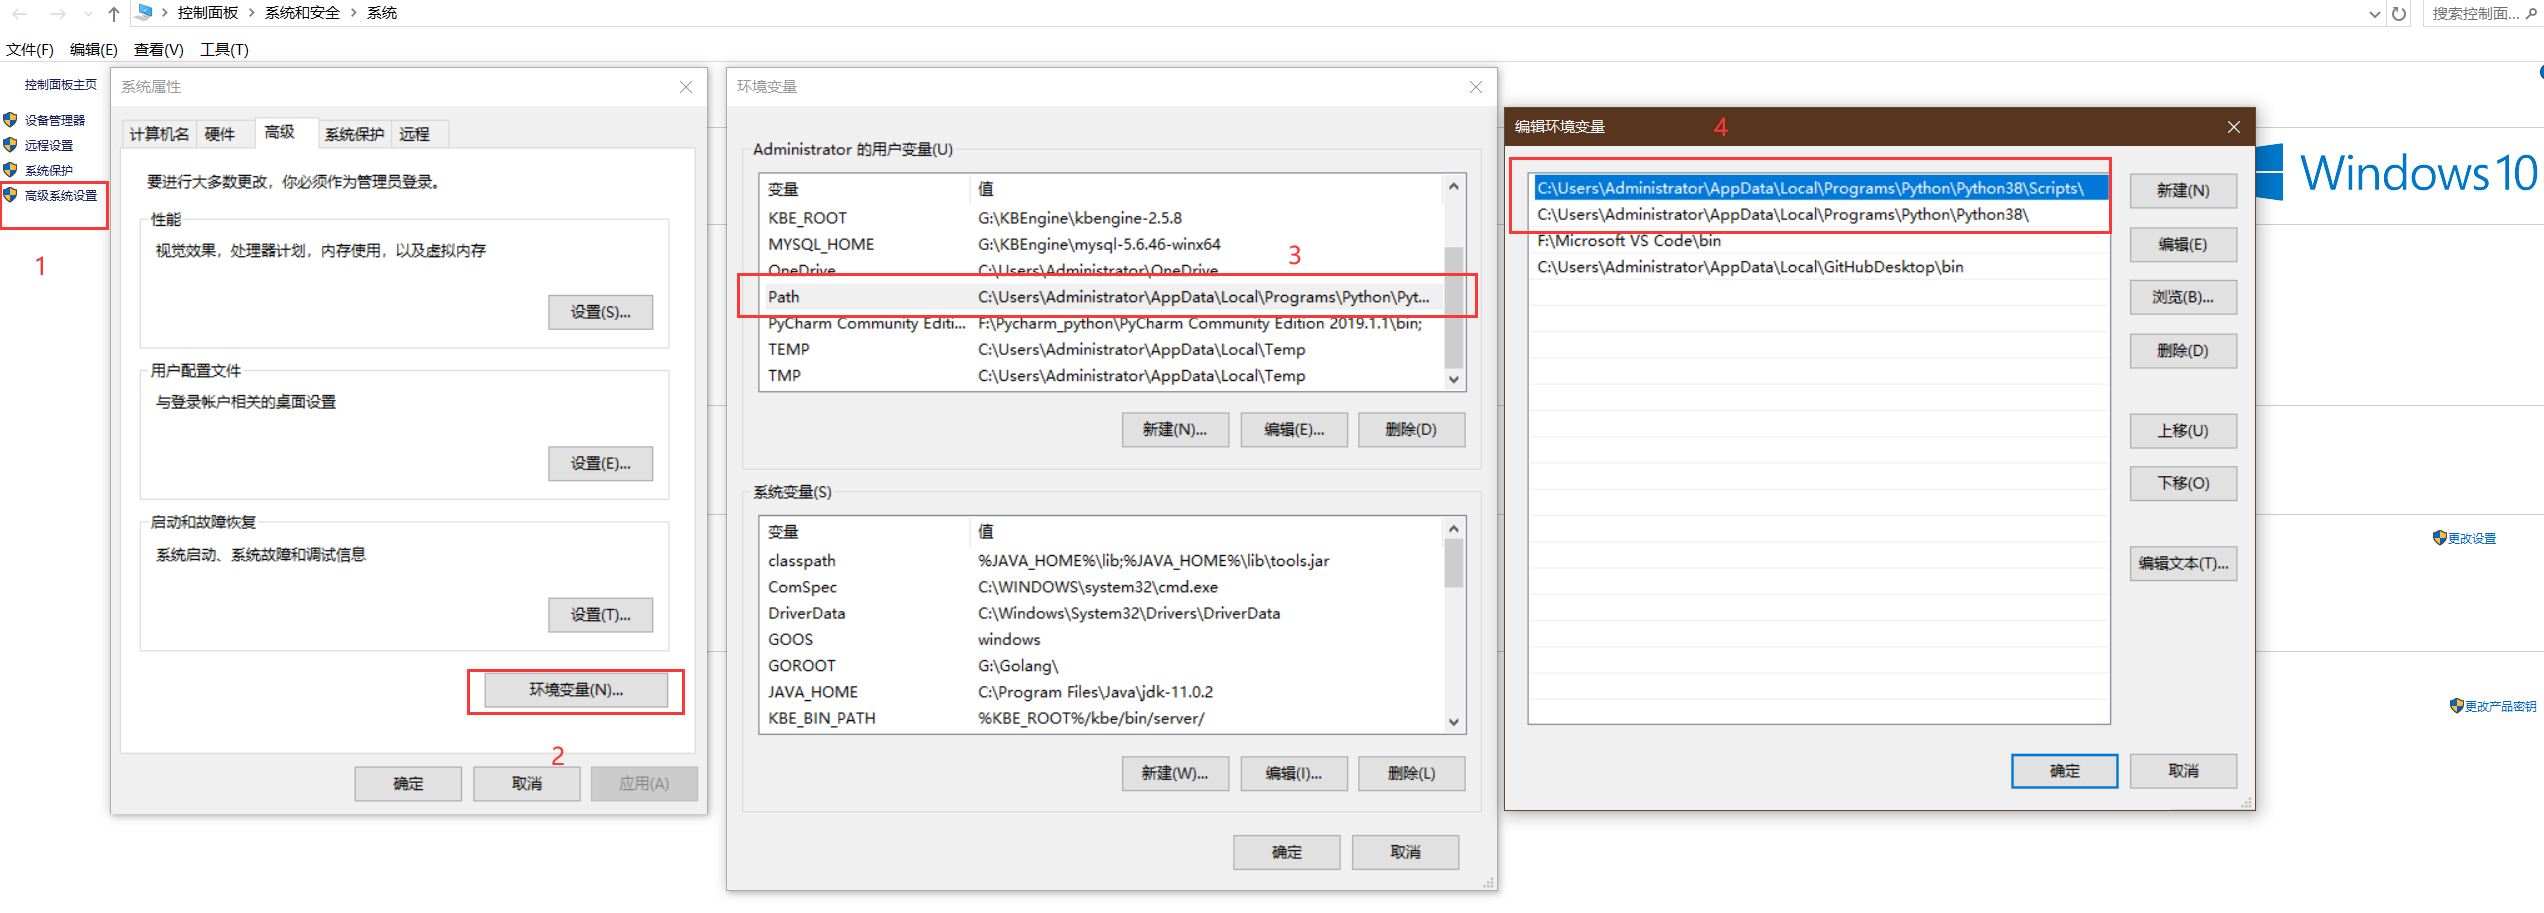 控制面板 > 系统和安全 > 系统
搜索控制面...
文件(F) 编辑(E) 查看(V) 工具(T)
控制面板主页
设备管理器
远程设置
系统保护
高级系统设置
1
系统属性
计算机名 硬件 高级 系统保护 远程
要进行大多数更改，你必须作为管理员登录。
性能
视觉效果，处理器计划，内存使用，以及虚拟内存
设置(S)...
用户配置文件
与登录帐户相关的桌面设置
设置(E)...
启动和故障恢复
系统启动、系统故障和调试信息
设置(T)...
环境变量(N)...
2
确定 取消 应用(A)
环境变量
Administrator 的用户变量(U)
变量 值
KBE_ROOT G:\KBEngine\kbengine-2.5.8
MYSQL_HOME G:\KBEngine\mysql-5.6.46-winx64
OneDrive C:\Users\Administrator\OneDrive
3
Path C:\Users\Administrator\AppData\Local\Programs\Python\Pyt...
PyCharm Community Editi... F:\Pycharm_python\PyCharm Community Edition 2019.1.1\bin;
TEMP C:\Users\Administrator\AppData\Local\Temp
TMP C:\Users\Administrator\AppData\Local\Temp
新建(N)... 编辑(E)... 删除(D)
系统变量(S)
变量 值
classpath %JAVA_HOME%\lib;%JAVA_HOME%\lib\tools.jar
ComSpec C:\WINDOWS\system32\cmd.exe
DriverData C:\Windows\System32\Drivers\DriverData
GOOS windows
GOROOT G:\Golang\
JAVA_HOME C:\Program Files\Java\jdk-11.0.2
KBE_BIN_PATH %KBE_ROOT%/kbe/bin/server/
新建(W)... 编辑(I)... 删除(L)
确定 取消
编辑环境变量
4
C:\Users\Administrator\AppData\Local\Programs\Python\Python38\Scripts\
C:\Users\Administrator\AppData\Local\Programs\Python\Python38\
F:\Microsoft VS Code\bin
C:\Users\Administrator\AppData\Local\GitHubDesktop\bin
新建(N)
编辑(E)
浏览(B)...
删除(D)
上移(U)
下移(O)
编辑文本(T)...
确定 取消
Windows 10
更改设置
更改产品密钥